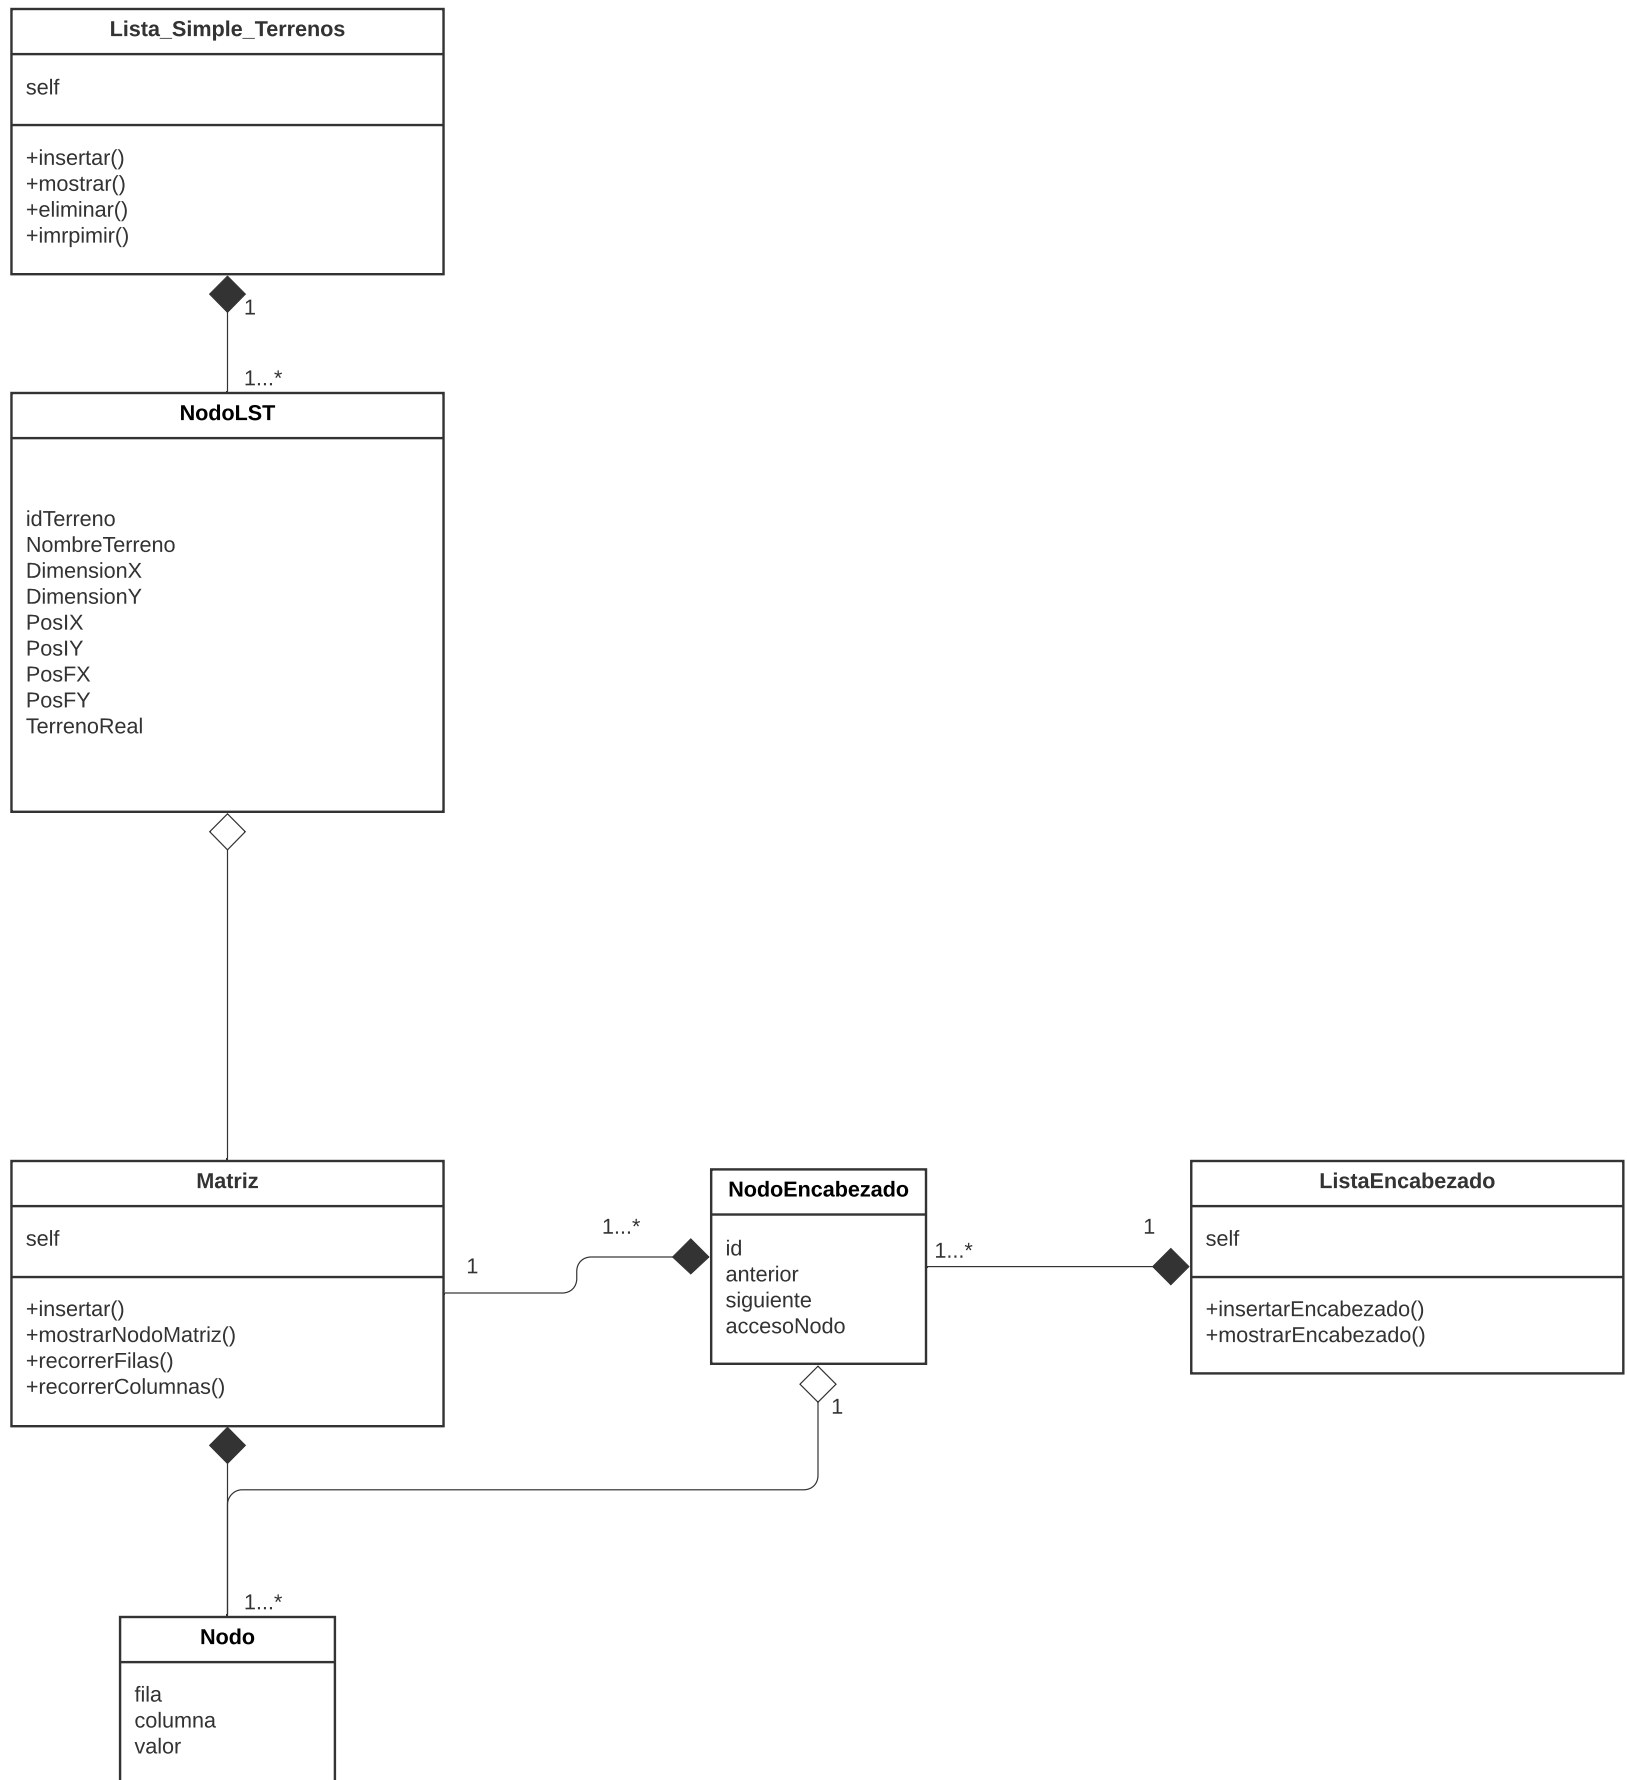 Lista_Simple_Terrenos
self
+insertar()
+mostrar()
+eliminar()
+imrpimir()
1
1...*
NodoLST
idTerreno
NombreTerreno
DimensionX
DimensionY
PosIX
PosIY
PosFX
PosFY
TerrenoReal
Matriz
self
+insertar()
+mostrarNodoMatriz()
+recorrerFilas()
+recorrerColumnas()
1
1...*
NodoEncabezado
id
anterior
siguiente
accesoNodo
1...*
1
ListaEncabezado
self
+insertarEncabezado()
+mostrarEncabezado()
1
1...*
Nodo
fila
columna
valor